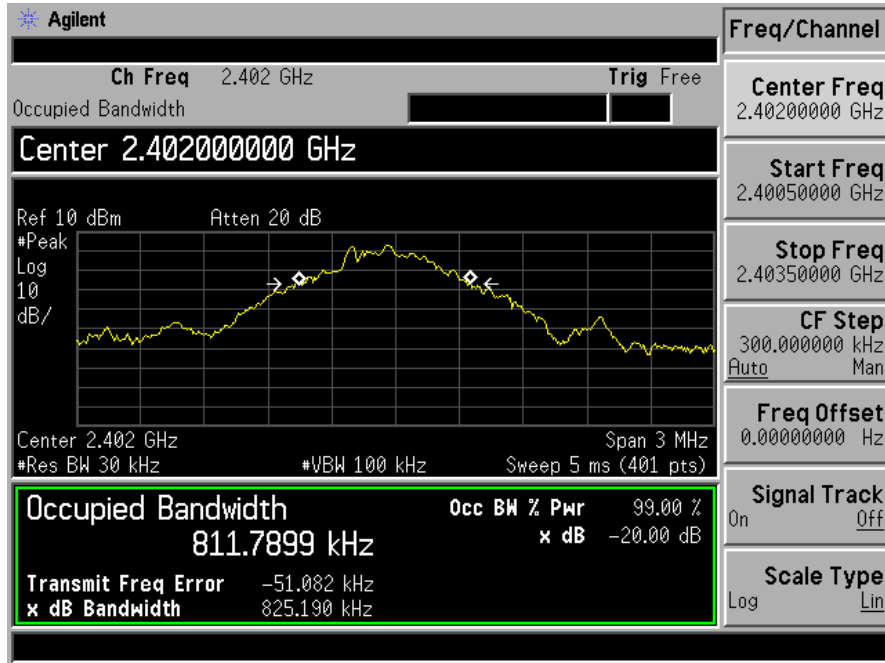 Agilent
Freq/Channel
Ch Freq 2.402 GHz Trig Free
Occupied Bandwidth
Center 2.402000000 GHz
Ref 10 dBm Atten 20 dB
#Peak
Log
10
dB/
Center 2.402 GHz Span 3 MHz
#Res BW 30 kHz #VBW 100 kHz Sweep 5 ms (401 pts)
Occupied Bandwidth
811.7899 kHz
Occ BW % Pwr 99.00 %
x dB -20.00 dB
Transmit Freq Error -51.082 kHz
x dB Bandwidth 825.190 kHz
Center Freq
2.40200000 GHz
Start Freq
2.40050000 GHz
Stop Freq
2.40350000 GHz
CF Step
300.000000 kHz
Auto Man
Freq Offset
0.00000000 Hz
Signal Track
On Off
Scale Type
Log Lin